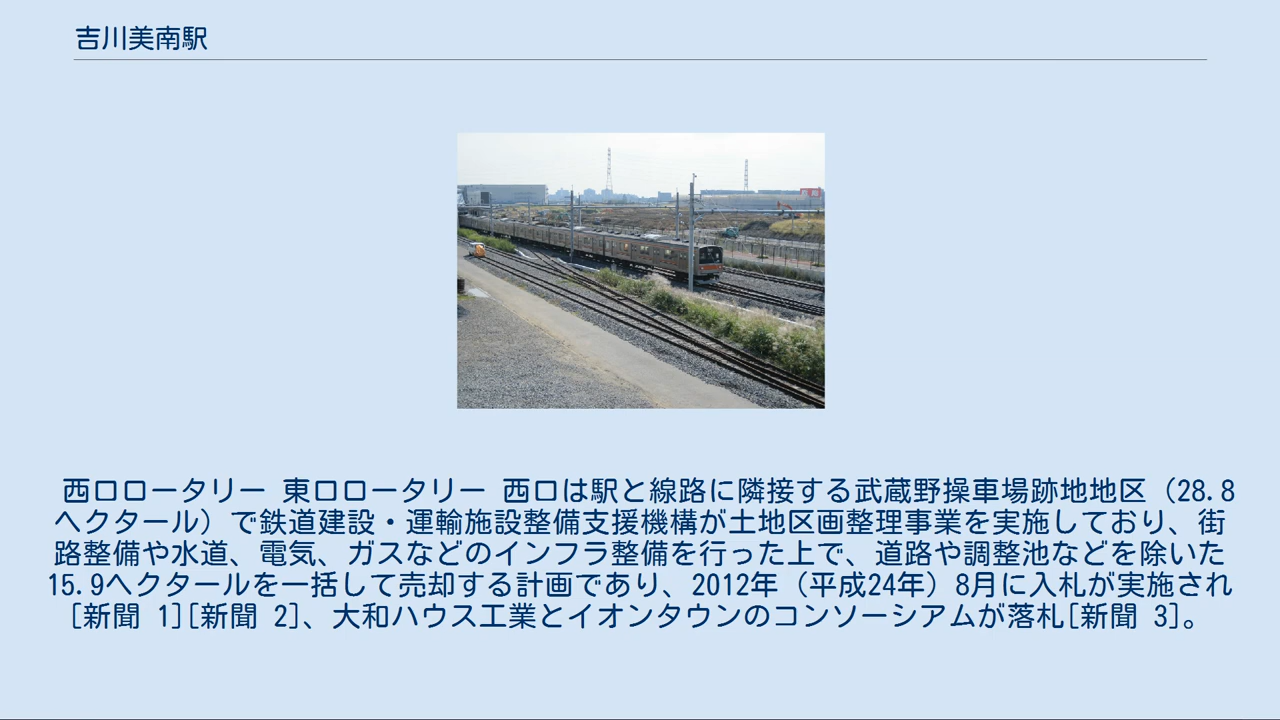 吉川美南駅
西口ロータリー 東口ロータリー 西口は駅と線路に隣接する武蔵野操車場跡地地区（28.8
ヘクタール）で鉄道建設・運輸施設整備支援機構が土地区画整理事業を実施しており、街
路整備や水道、電気、ガスなどのインフラ整備を行った上で、道路や調整池などを除いた
15.9ヘクタールを一括して売却する計画であり、2012年（平成24年）8月に入札が実施され
[新聞 1][新聞 2]、大和ハウス工業とイオンタウンのコンソーシアムが落札[新聞 3]。